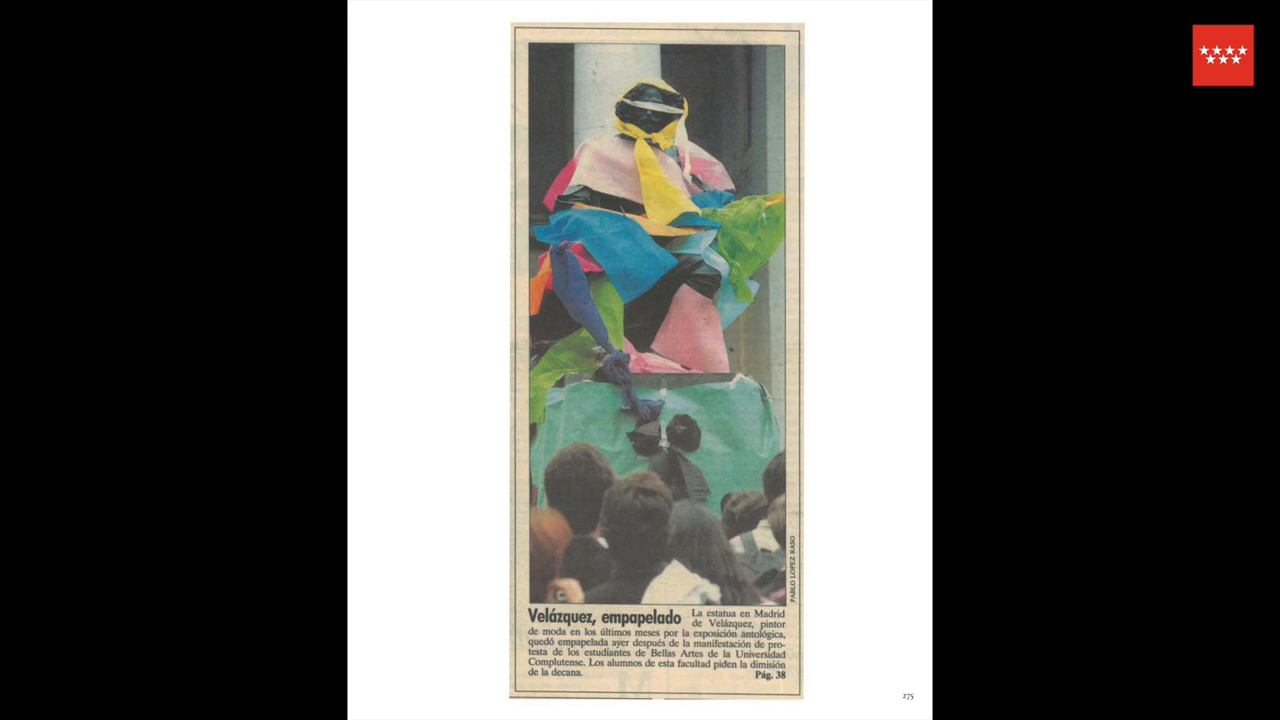 PABLO LÓPEZ RASO
Velázquez, empapelado La estatua en Madrid
de Velázquez, pintor
de moda en los últimos meses por la exposición antológica,
quedó empapelada ayer después de la manifestación de pro-
testa de los estudiantes de Bellas Artes de la Universidad
Complutense. Los alumnos de esta facultad piden la dimisión
de la decana. Pág. 38
275